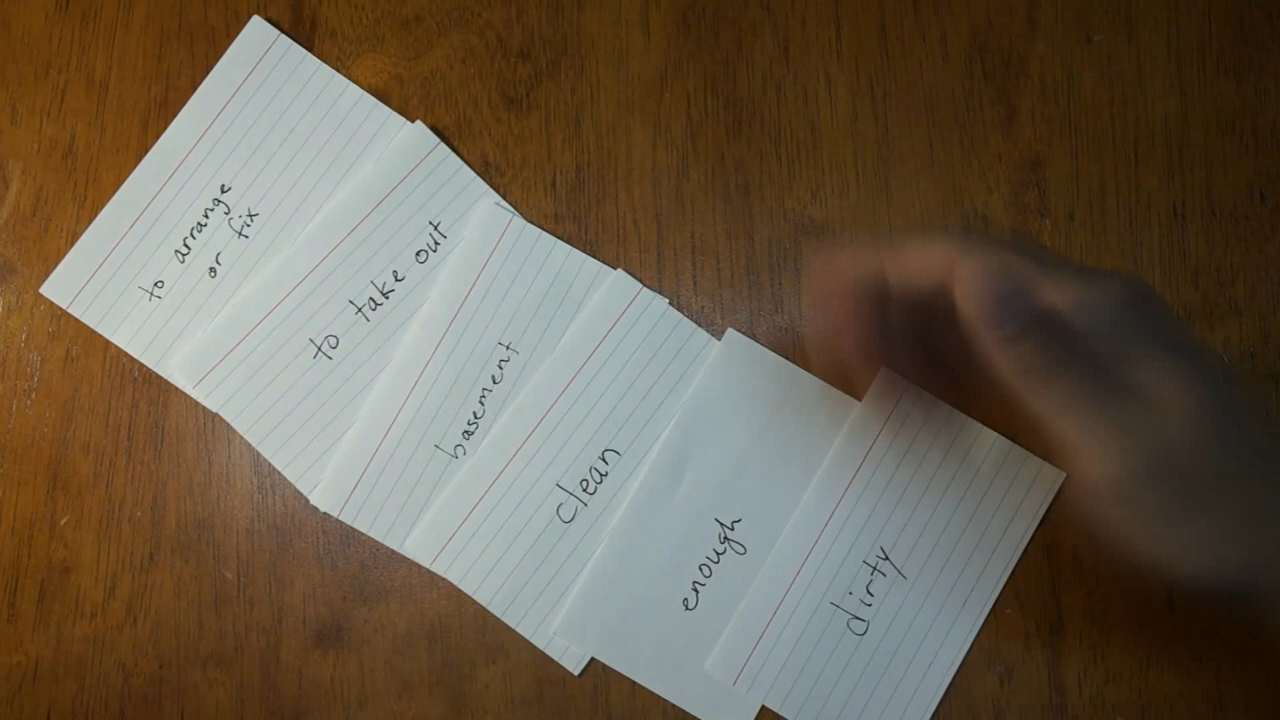 to arrange
or fix
to take out
basement
clean
enough
dirty